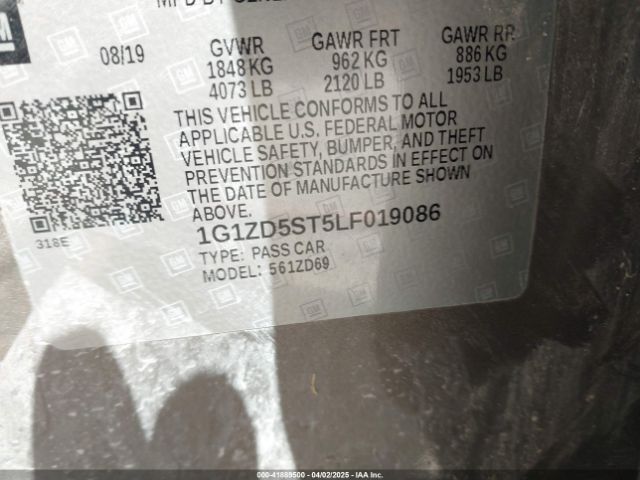 GM
08/19 GVWR GAWR FRT GAWR RR
1848 KG 962 KG 886 KG
4073 LB 2120 LB 1953 LB
THIS VEHICLE CONFORMS TO ALL
APPLICABLE U.S. FEDERAL MOTOR
VEHICLE SAFETY, BUMPER, AND THEFT
PREVENTION STANDARDS IN EFFECT ON
THE DATE OF MANUFACTURE SHOWN
ABOVE.
318E
1G1ZD5ST5LF019086
TYPE: PASS CAR
MODEL: 561ZD69
000-41889500 - 04/02/2025 - IAA Inc.